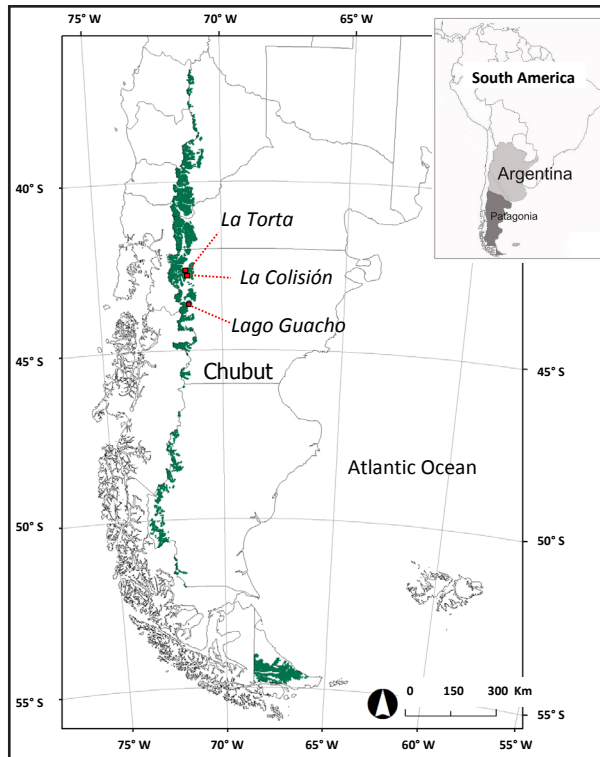 75° W
70° W
65° W
South America
Argentina
Patagonia
40° S
La Torta
La Colisión
Lago Guacho
45° S
45° S
Chubut
Atlantic Ocean
50° S
50° S
0 150 300 Km
55° S
55° S
75° W
70° W
65° W
60° W
55° W